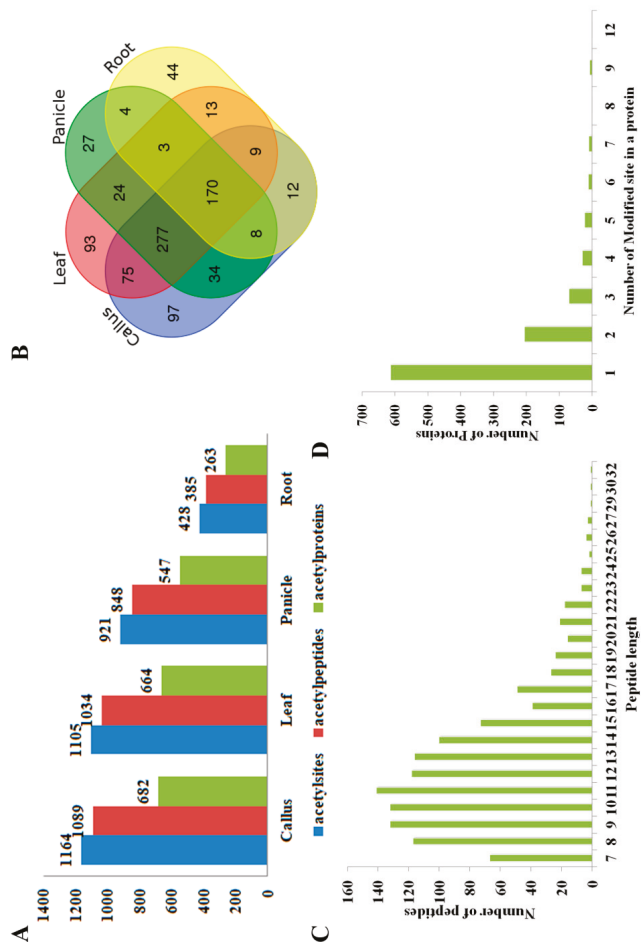 A
1400
1200
1000
800
600
400
200
0
1164
1089
682
1105
1034
664
921
848
547
428
385
263
Callus
Leaf
Panicle
Root
acetylsites
acetylpeptides
acetylproteins
B
Callus
Leaf
Panicle
Root
97
93
27
44
75
24
4
277
3
13
34
170
9
8
12
C
Number of peptides
160
140
120
100
80
60
40
20
0
7 8 9 10 11 12 13 14 15 16 17 18 19 20 21 22 23 24 25 26 27 29 30 32
Peptide length
D
Number of Proteins
700
600
500
400
300
200
100
0
1 2 3 4 5 6 7 8 9 12
Number of Modified site in a protein